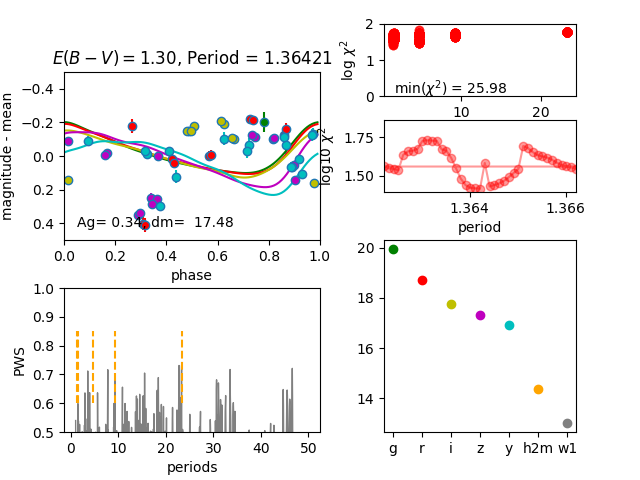 E(B − V) = 1.30, Period = 1.36421
magnitude - mean
−0.4
−0.2
0.0
0.2
0.4
Ag= 0.34, dm= 17.48
0.0 0.2 0.4 0.6 0.8 1.0
phase
log χ²
2
1
0
min(χ²) = 25.98
10 20
log10 χ²
1.75
1.50
1.364 1.366
period
PWS
1.0
0.9
0.8
0.7
0.6
0.5
0 10 20 30 40 50
periods
20
18
16
14
g r i z y h2m w1